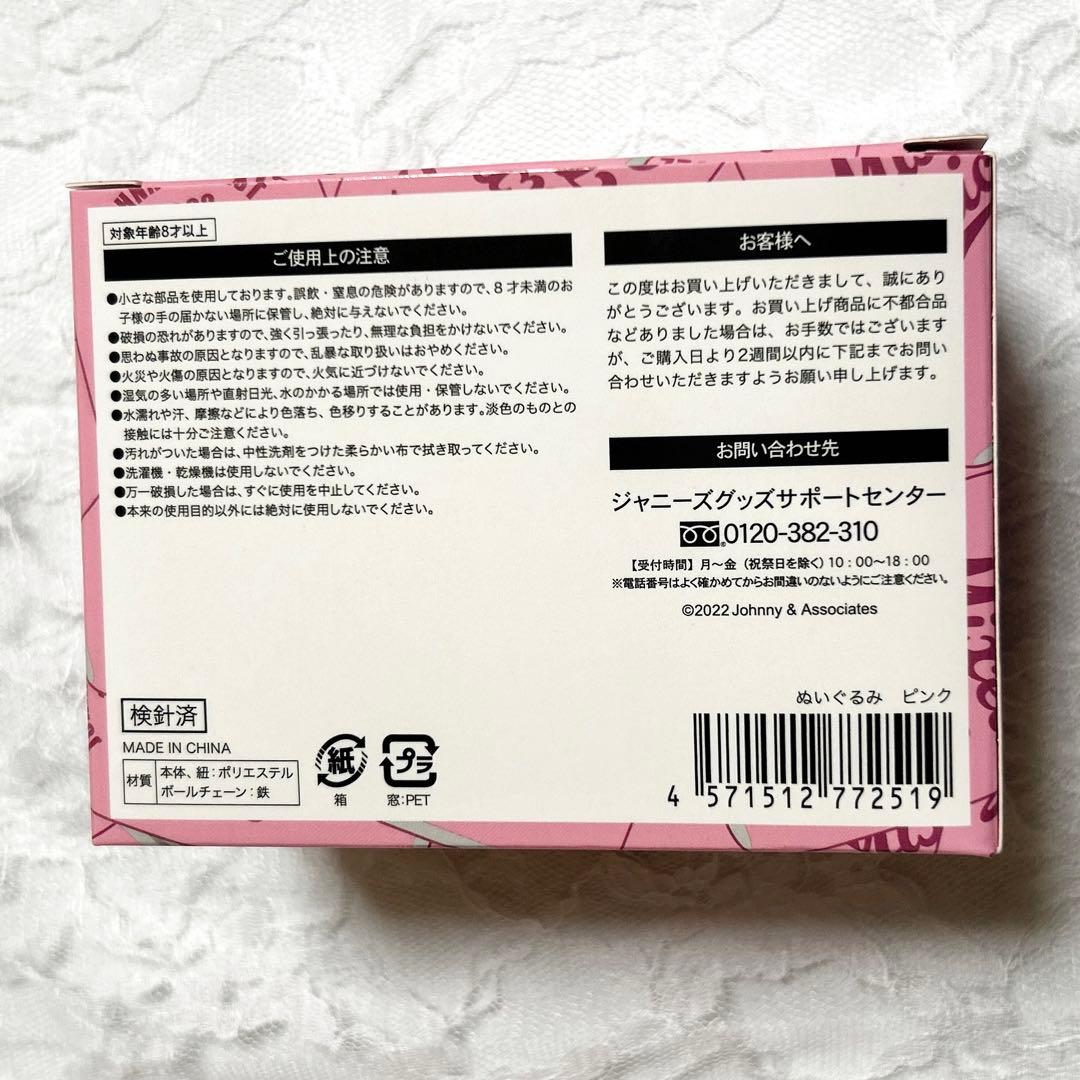 対象年齢8才以上
ご使用上の注意
●小さな部品を使用しております。誤飲・窒息の危険がありますので、8才未満のお
子様の手の届かない場所に保管し、絶対に与えないでください。
●破損の恐れがありますので、強く引っ張ったり、無理な負担をかけないでください。
●思わぬ事故の原因となりますので、乱暴な取り扱いはおやめください。
●火災や火傷の原因となりますので、火気に近づけないでください。
●湿気の多い場所や直射日光、水のかかる場所では使用・保管しないでください。
●水濡れや汗、摩擦などにより色落ち、色移りすることがあります。淡色のものとの
接触には十分ご注意ください。
●汚れがついた場合は、中性洗剤をつけた柔らかい布で拭き取ってください。
●洗濯機・乾燥機は使用しないでください。
●万一破損した場合は、すぐに使用を中止してください。
●本来の使用目的以外には絶対に使用しないでください。
検針済
MADE IN CHINA
材質
本体、紐:ポリエステル
ボールチェーン:鉄
紙
箱
プラ
窓:PET
お客様へ
この度はお買い上げいただきまして、誠にあり
がとうございます。お買い上げ商品に不都合品
などありました場合は、お手数ではございます
が、ご購入日より2週間以内に下記までお問い
合わせいただきますようお願い申し上げます。
お問い合わせ先
ジャニーズグッズサポートセンター
0120-382-310
【受付時間】月〜金(祝祭日を除く)10:00〜18:00
※電話番号はよく確かめてからお間違いのないようにご注意ください。
©2022 Johnny & Associates
ぬいぐるみ ピンク
4 571512 772519